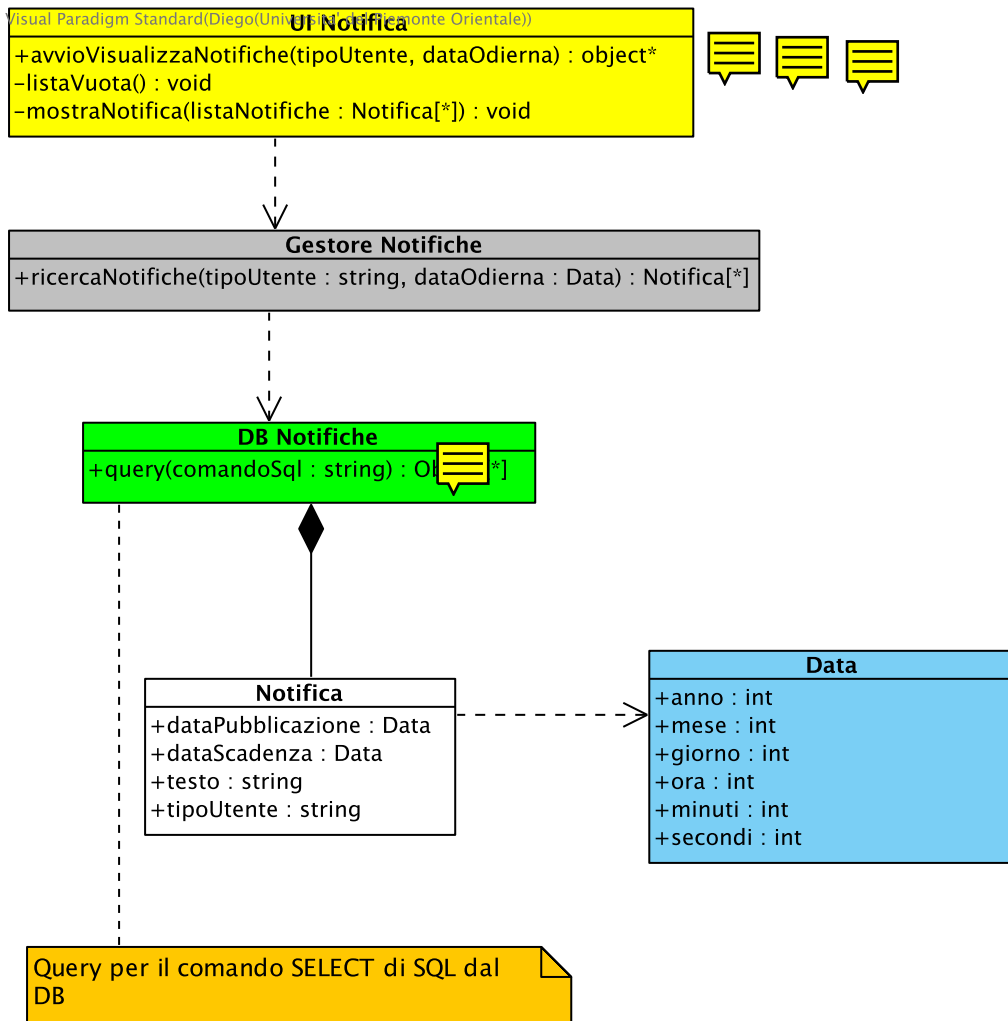 Visual Paradigm Standard(Diego(Universita' del Piemonte Orientale))
UI Notifica
+avvioVisualizzaNotifiche(tipoUtente, dataOdierna) : object*
-listaVuota() : void
-mostraNotifica(listaNotifiche : Notifica[*]) : void
Gestore Notifiche
+ricercaNotifiche(tipoUtente : string, dataOdierna : Data) : Notifica[*]
DB Notifiche
+query(comandoSql : string) : *]
Notifica
+dataPubblicazione : Data
+dataScadenza : Data
+testo : string
+tipoUtente : string
Data
+anno : int
+mese : int
+giorno : int
+ora : int
+minuti : int
+secondi : int
Query per il comando SELECT di SQL dal
DB